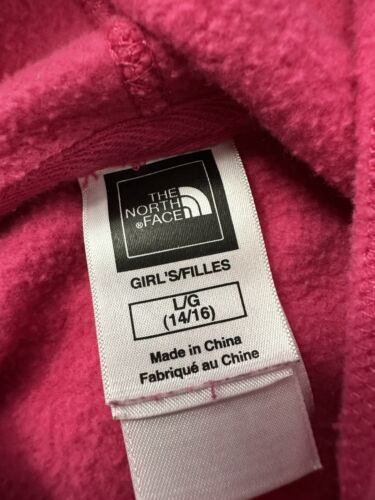 THE
NORTH
®FACE
GIRL'S/FILLES
L/G
(14/16)
Made in China
Fabriqué au Chine